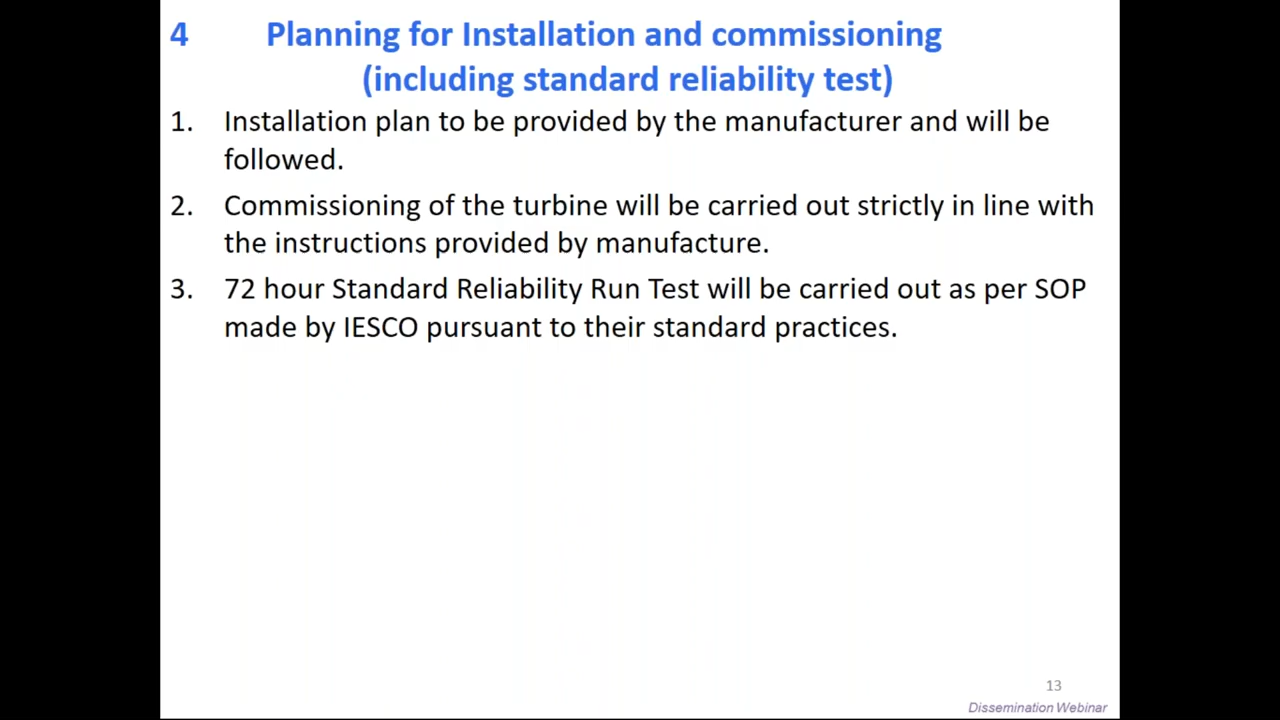 4 Planning for Installation and commissioning
(including standard reliability test)
1. Installation plan to be provided by the manufacturer and will be
followed.
2. Commissioning of the turbine will be carried out strictly in line with
the instructions provided by manufacture.
3. 72 hour Standard Reliability Run Test will be carried out as per SOP
made by IESCO pursuant to their standard practices.
13
Dissemination Webinar